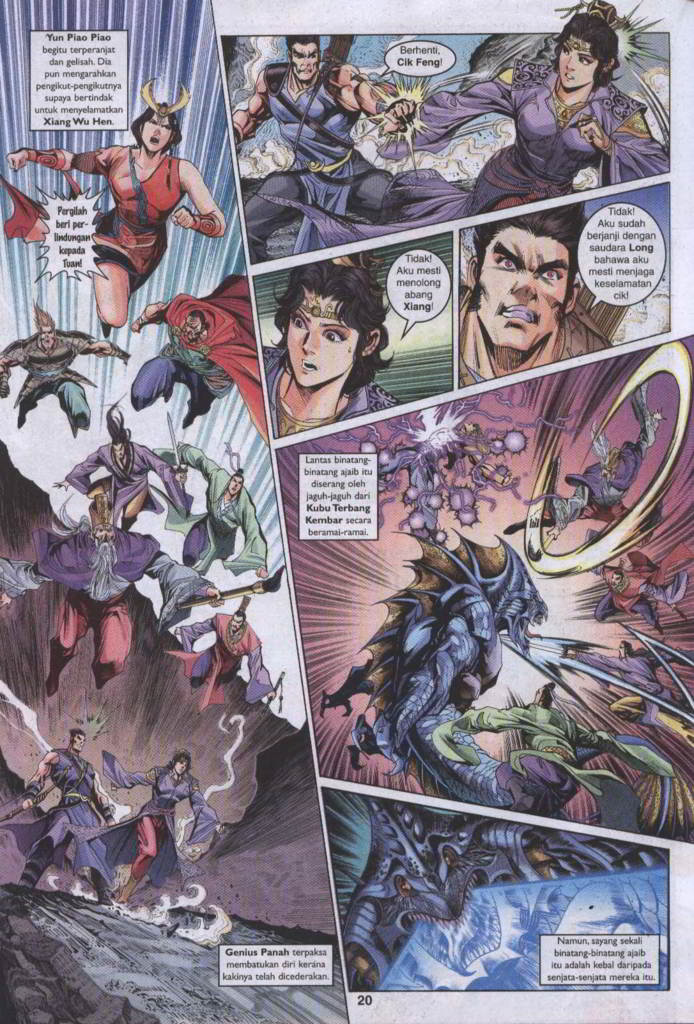 Yun Piao Piao
begitu terperanjat
dan gelisah. Dia
pun mengarahkan
pengikut-pengikutnya
supaya bertindak
untuk menyelamatkan
Xiang Wu Hen.
Pergilah
beri per-
lindungan
kepada
Tuan!
Berhenti,
Cik Feng!
Tidak!
Aku mesti
menolong
abang
Xiang!
Tidak!
Aku sudah
berjanji dengan
saudara Long
bahawa aku
mesti menjaga
keselamatan
cik!
Lantas binatang-
binatang ajaib itu
diserang oleh
jaguh-jaguh dari
Kubu Terbang
Kembar secara
beramai-ramai.
Genius Panah terpaksa
membatukan diri kerana
kakinya telah dicederakan.
Namun, sayang sekali
binatang-binatang ajaib
itu adalah kebal daripada
senjata-senjata mereka itu.
20